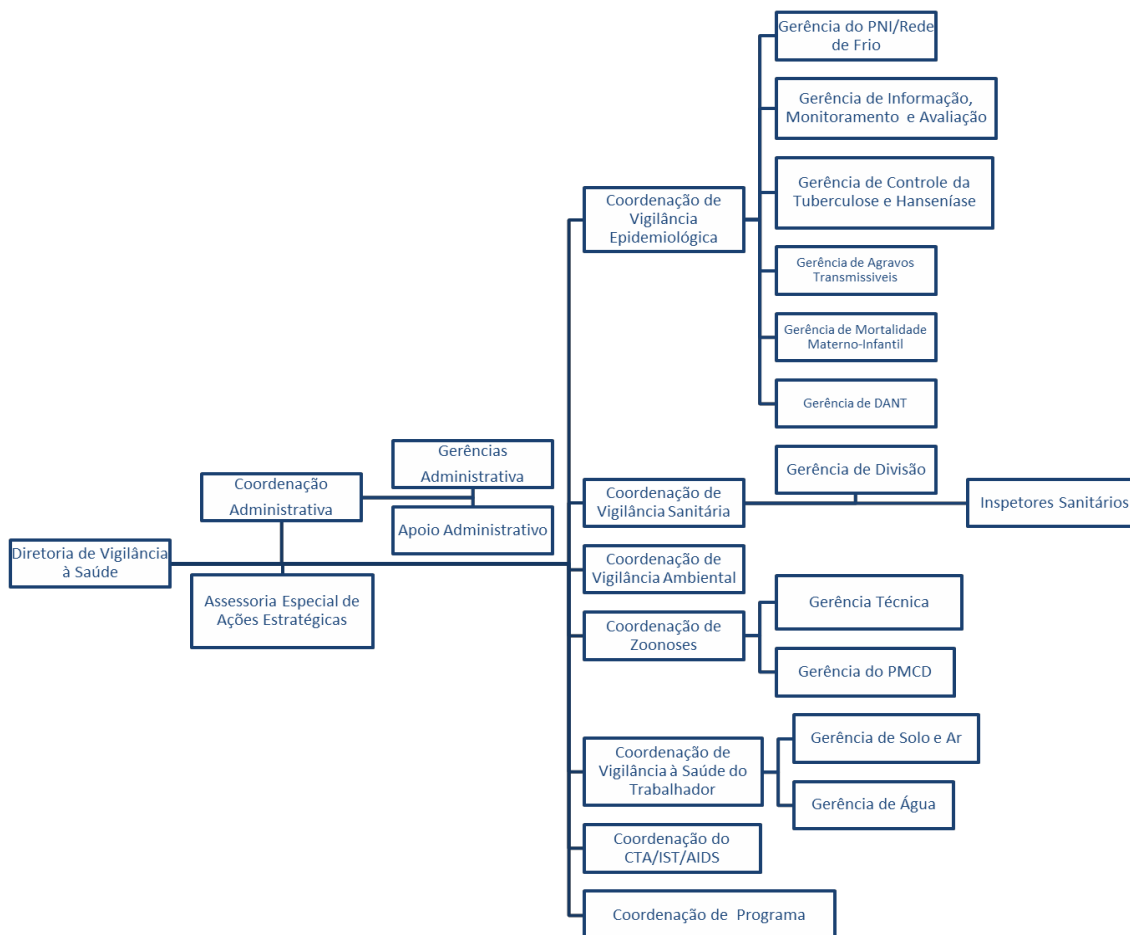 Gerência do PNI/Rede
de Frio
Gerência de Informação,
Monitoramento e Avaliação
Gerência de Controle da
Tuberculose e Hanseníase
Coordenação de
Vigilância
Epidemiológica
Gerência de Agravos
Transmissiveis
Gerência de Mortalidade
Materno-Infantil
Gerência de DANT
Gerências
Administrativa
Coordenação
Administrativa
Apoio Administrativo
Coordenação de
Vigilância Sanitária
Gerência de Divisão
Inspetores Sanitários
Diretoria de Vigilância
à Saúde
Assessoria Especial de
Ações Estratégicas
Coordenação de
Vigilância Ambiental
Coordenação de
Zoonoses
Gerência Técnica
Gerência do PMCD
Coordenação de
Vigilância à Saúde do
Trabalhador
Gerência de Solo e Ar
Gerência de Água
Coordenação do
CTA/IST/AIDS
Coordenação de Programa